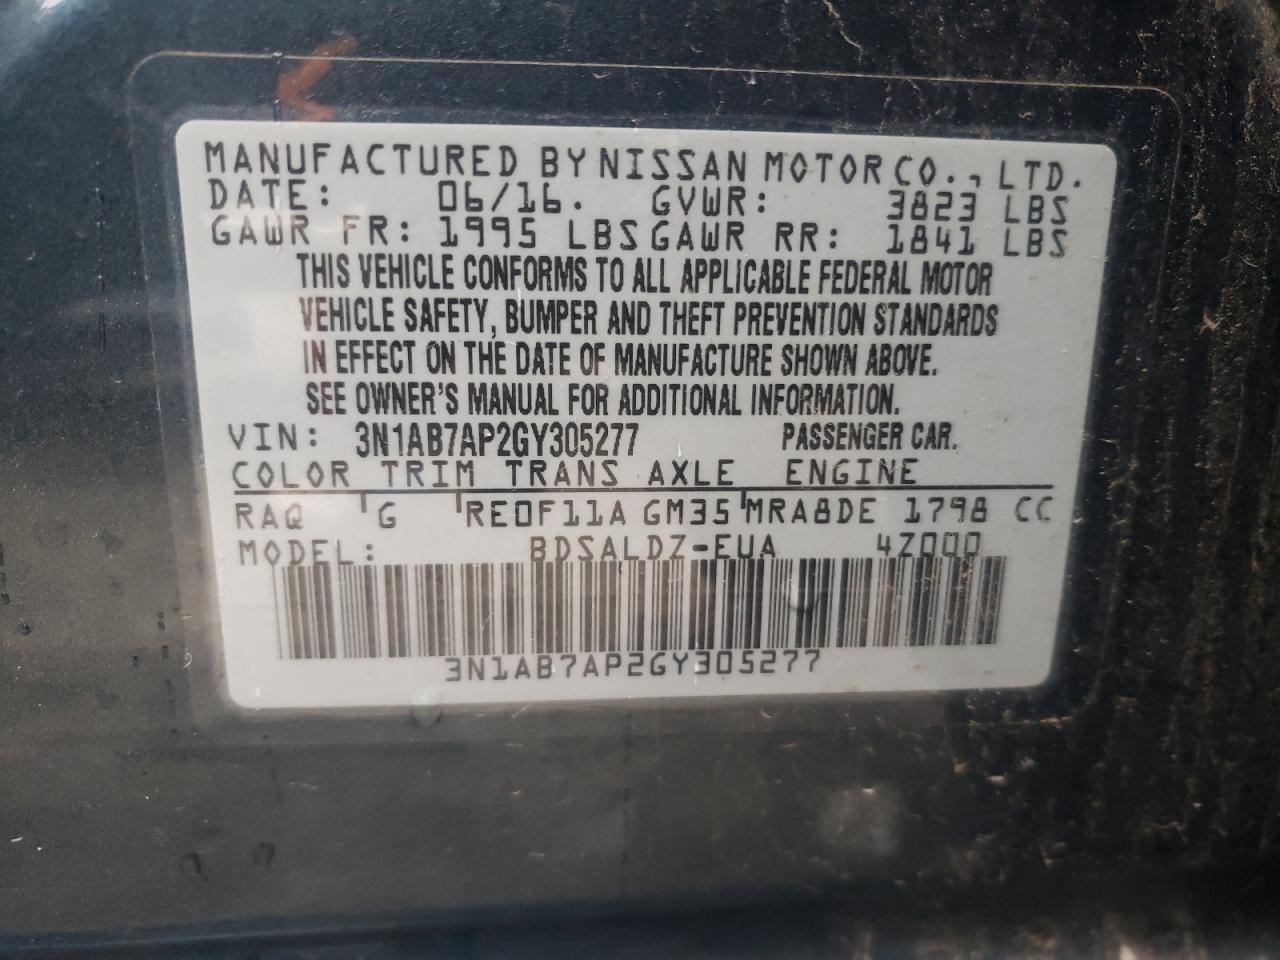 MANUFACTURED BY NISSAN MOTOR CO., LTD.
DATE: 06/16. GVWR: 3823 LBS
GAWR FR: 1995 LBS GAWR RR: 1841 LBS
THIS VEHICLE CONFORMS TO ALL APPLICABLE FEDERAL MOTOR
VEHICLE SAFETY, BUMPER AND THEFT PREVENTION STANDARDS
IN EFFECT ON THE DATE OF MANUFACTURE SHOWN ABOVE.
SEE OWNER'S MANUAL FOR ADDITIONAL INFORMATION.
VIN: 3N1AB7AP2GY305277 PASSENGER CAR.
COLOR TRIM TRANS AXLE ENGINE
RAQ G RE0F11A GM35 MRA8DE 1798 CC
MODEL: BDSALDZ-EUA 4Z000
3N1AB7AP2GY305277